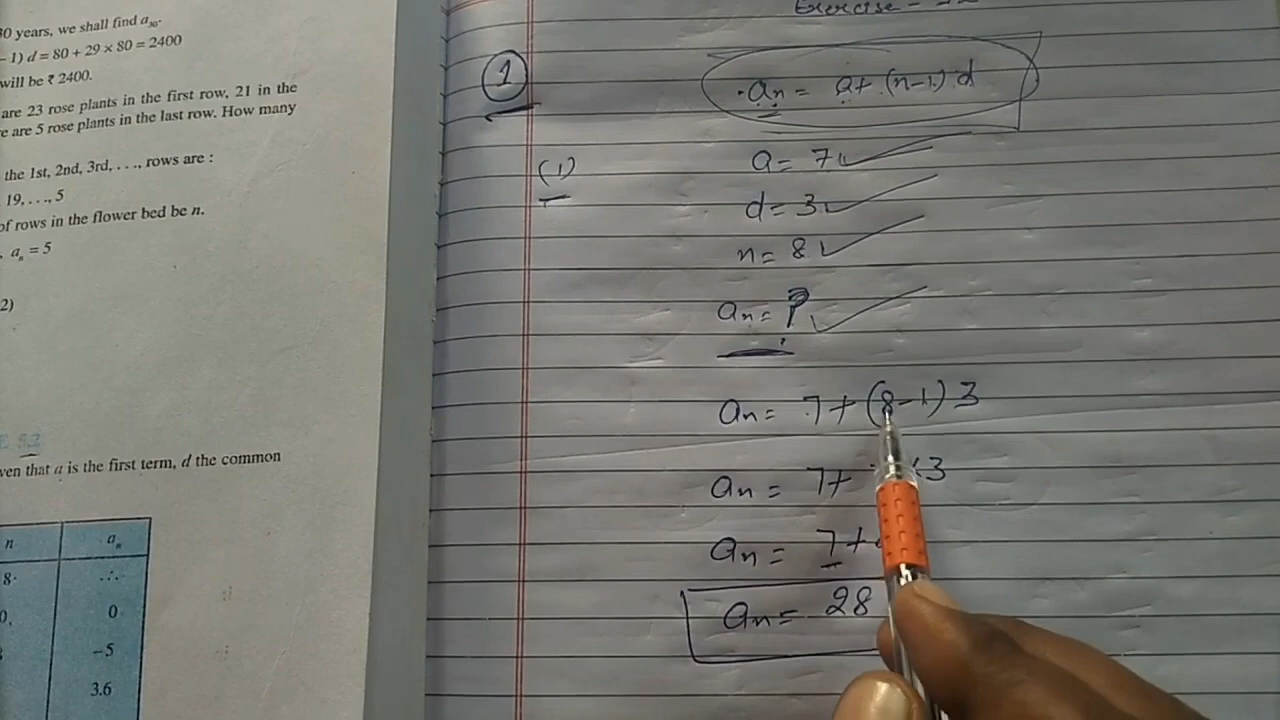 30 years, we shall find a₃₀.
– 1) d = 80 + 29 × 80 = 2400
will be ₹ 2400.
are 23 rose plants in the first row, 21 in the
e are 5 rose plants in the last row. How many
the 1st, 2nd, 3rd, . . ., rows are :
19, . . ., 5
of rows in the flower bed be n.
aₙ = 5
2)
E 5.2
ven that a is the first term, d the common
n aₙ
8 . . .
0, 0
–5
3.6
Exercise –
1
aₙ = a + (n–1) d
(1)
a = 7
d = 3
n = 8
aₙ = ?
aₙ = 7 + (8–1) 3
aₙ = 7 + 3
aₙ = 7 +
aₙ = 28